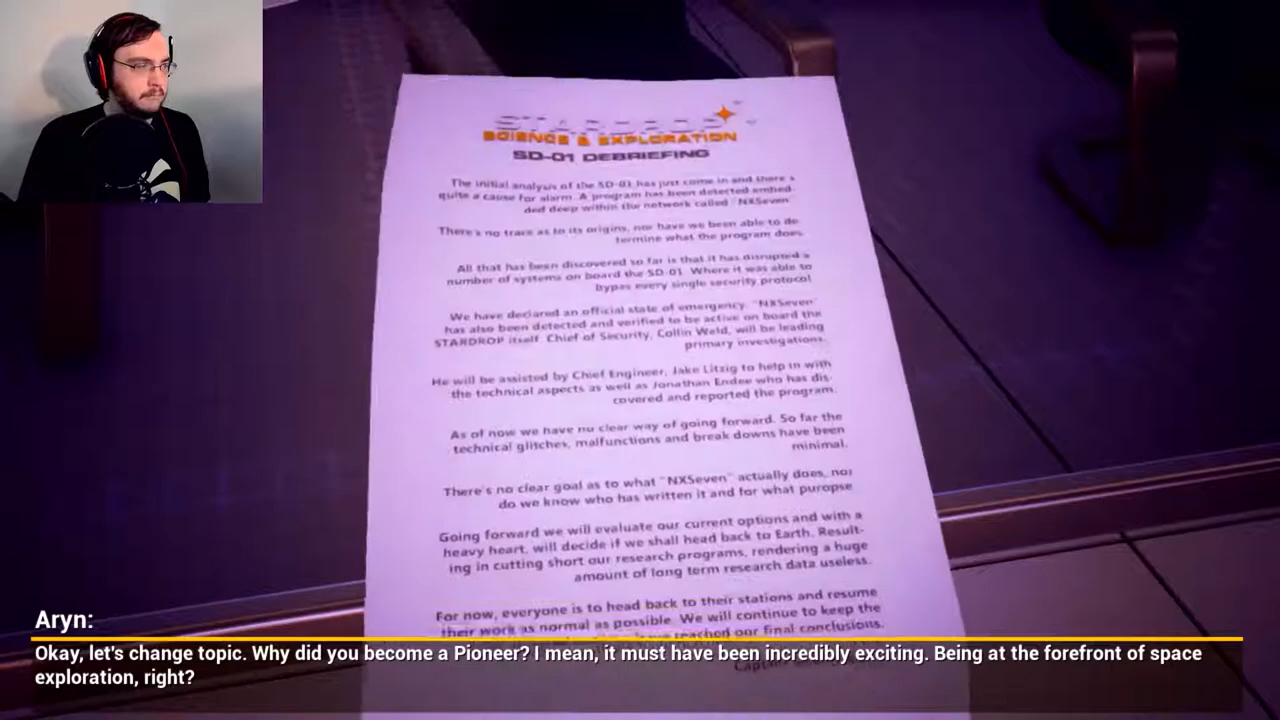 STARDROP
SCIENCE & EXPLORATION
SD-01 DEBRIEFING
The initial analysis of the SD-01 has just come in and there's
quite a cause for alarm. A program has been detected embed-
ded deep within the network called "NXSeven"
There's no trace as to its origins, nor have we been able to de-
termine what the program does.
All that has been discovered so far is that it has disrupted a
number of systems on board the SD-01. Where it was able to
bypas every single security protocol
We have declared an official state of emergency. "NXSeven"
has also been detected and verified to be active on board the
STARDROP itself. Chief of Security, Collin Weld, will be leading
primary investigations.
He will be assisted by Chief Engineer, Jake Litzig to help in with
the technical aspects as well as Jonathan Endee who has dis-
covered and reported the program.
As of now we have no clear way of going forward. So far the
technical glitches, malfunctions and break downs have been
minimal.
There's no clear goal as to what "NXSeven" actually does, nor
do we know who has written it and for what puropse
Going forward we will evaluate our current options and with a
heavy heart, will decide if we shall head back to Earth. Result-
ing in cutting short our research programs, rendering a huge
amount of long term research data useless.
For now, everyone is to head back to their stations and resume
their work as normal as possible. We will continue to keep the
reached our final conclusions.
Aryn:
Okay, let's change topic. Why did you become a Pioneer? I mean, it must have been incredibly exciting. Being at the forefront of space
exploration, right?